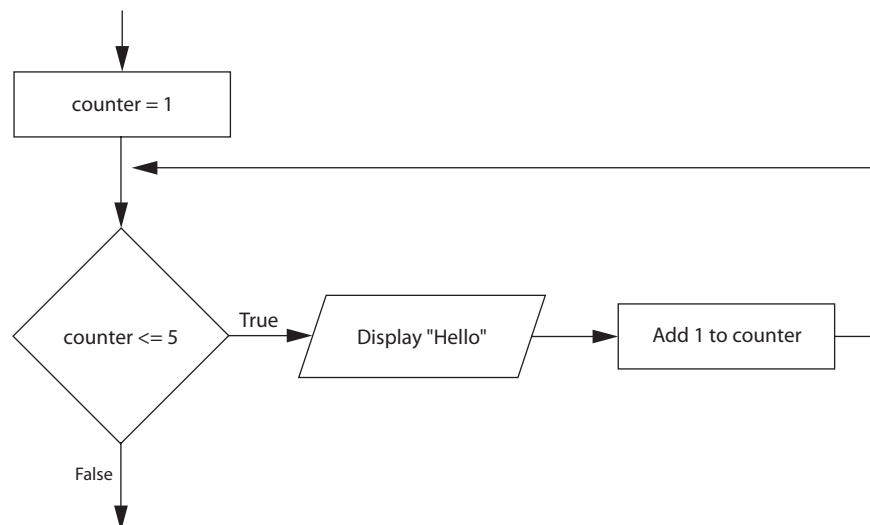 counter = 1
counter <= 5
True
Display "Hello"
Add 1 to counter
False